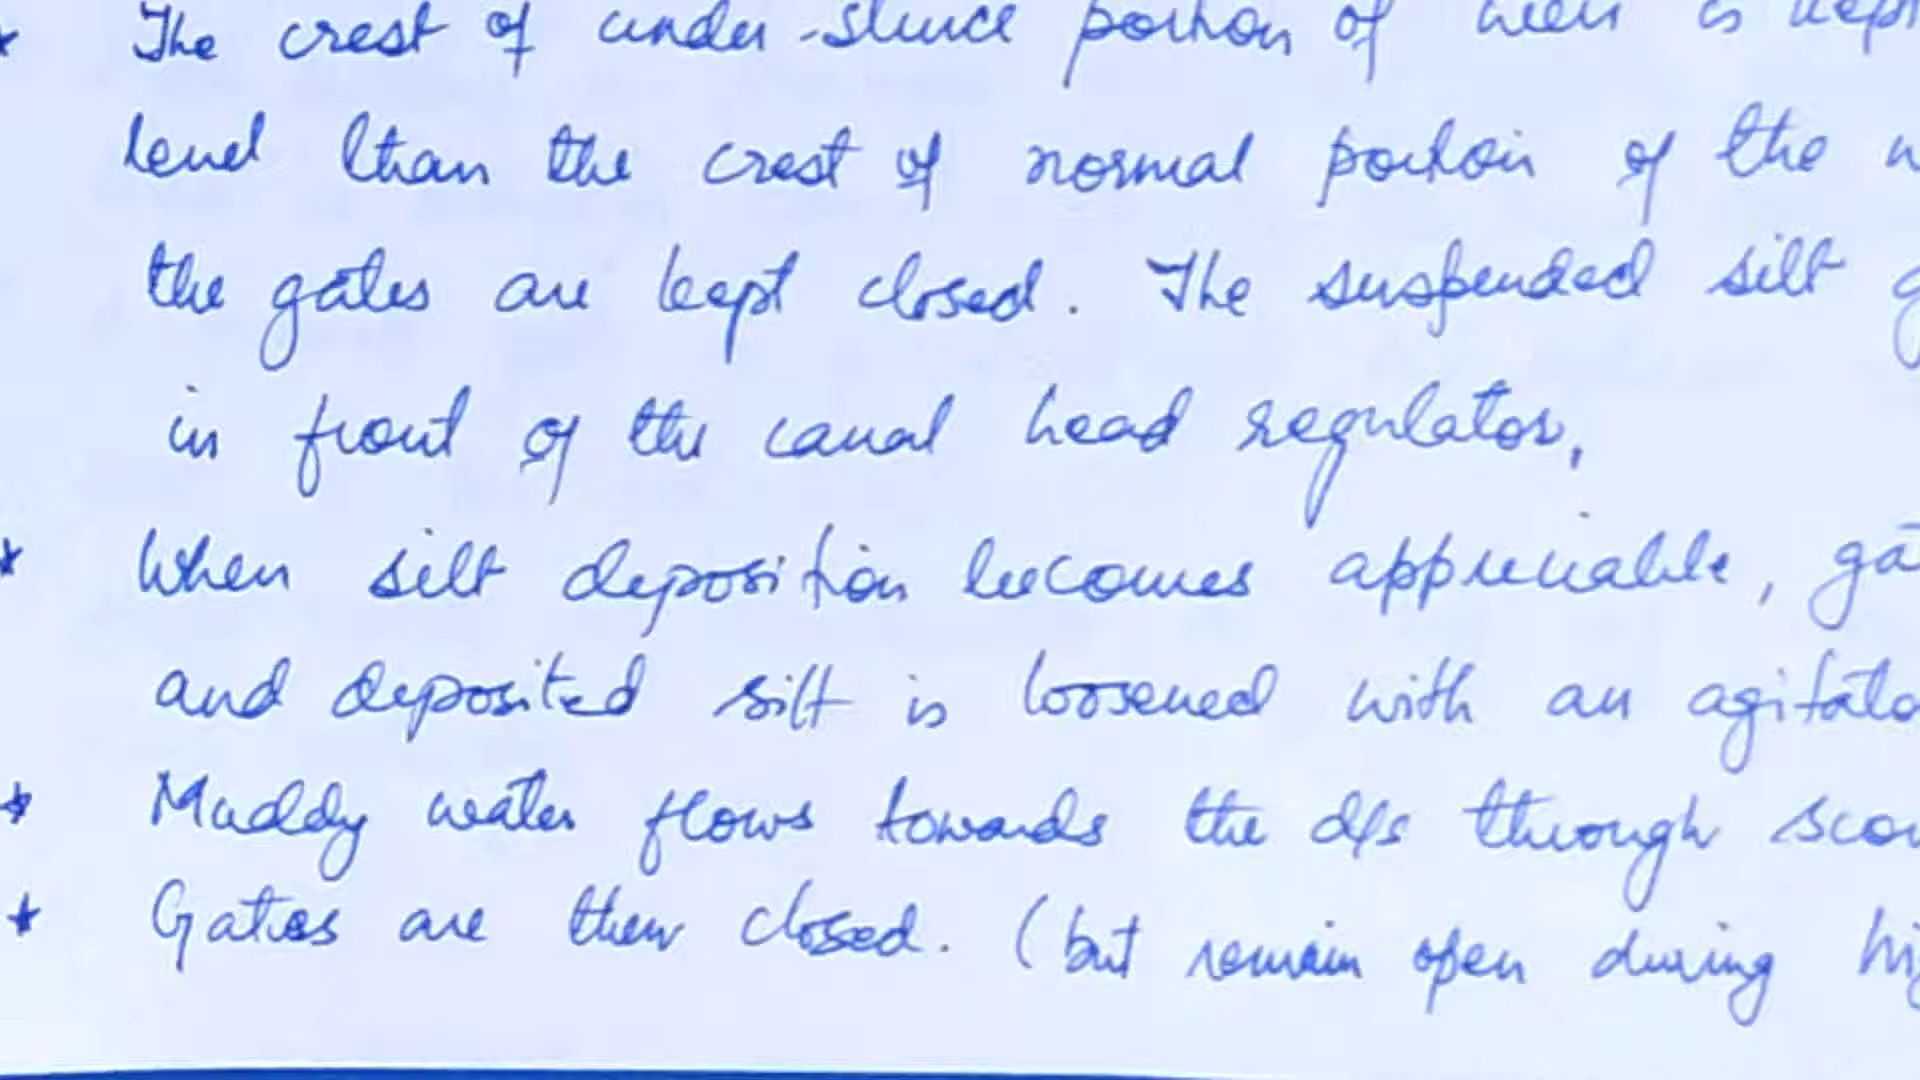 * The crest of under-sluice portion of weir is kept
level than the crest of normal portion of the
the gates are kept closed. The suspended silt
in front of the canal head regulator,
* When silt deposition becomes appreciable,
and deposited silt is loosened with an
* Muddy water flows towards the d/s through
* Gates are then closed. (but remain open during